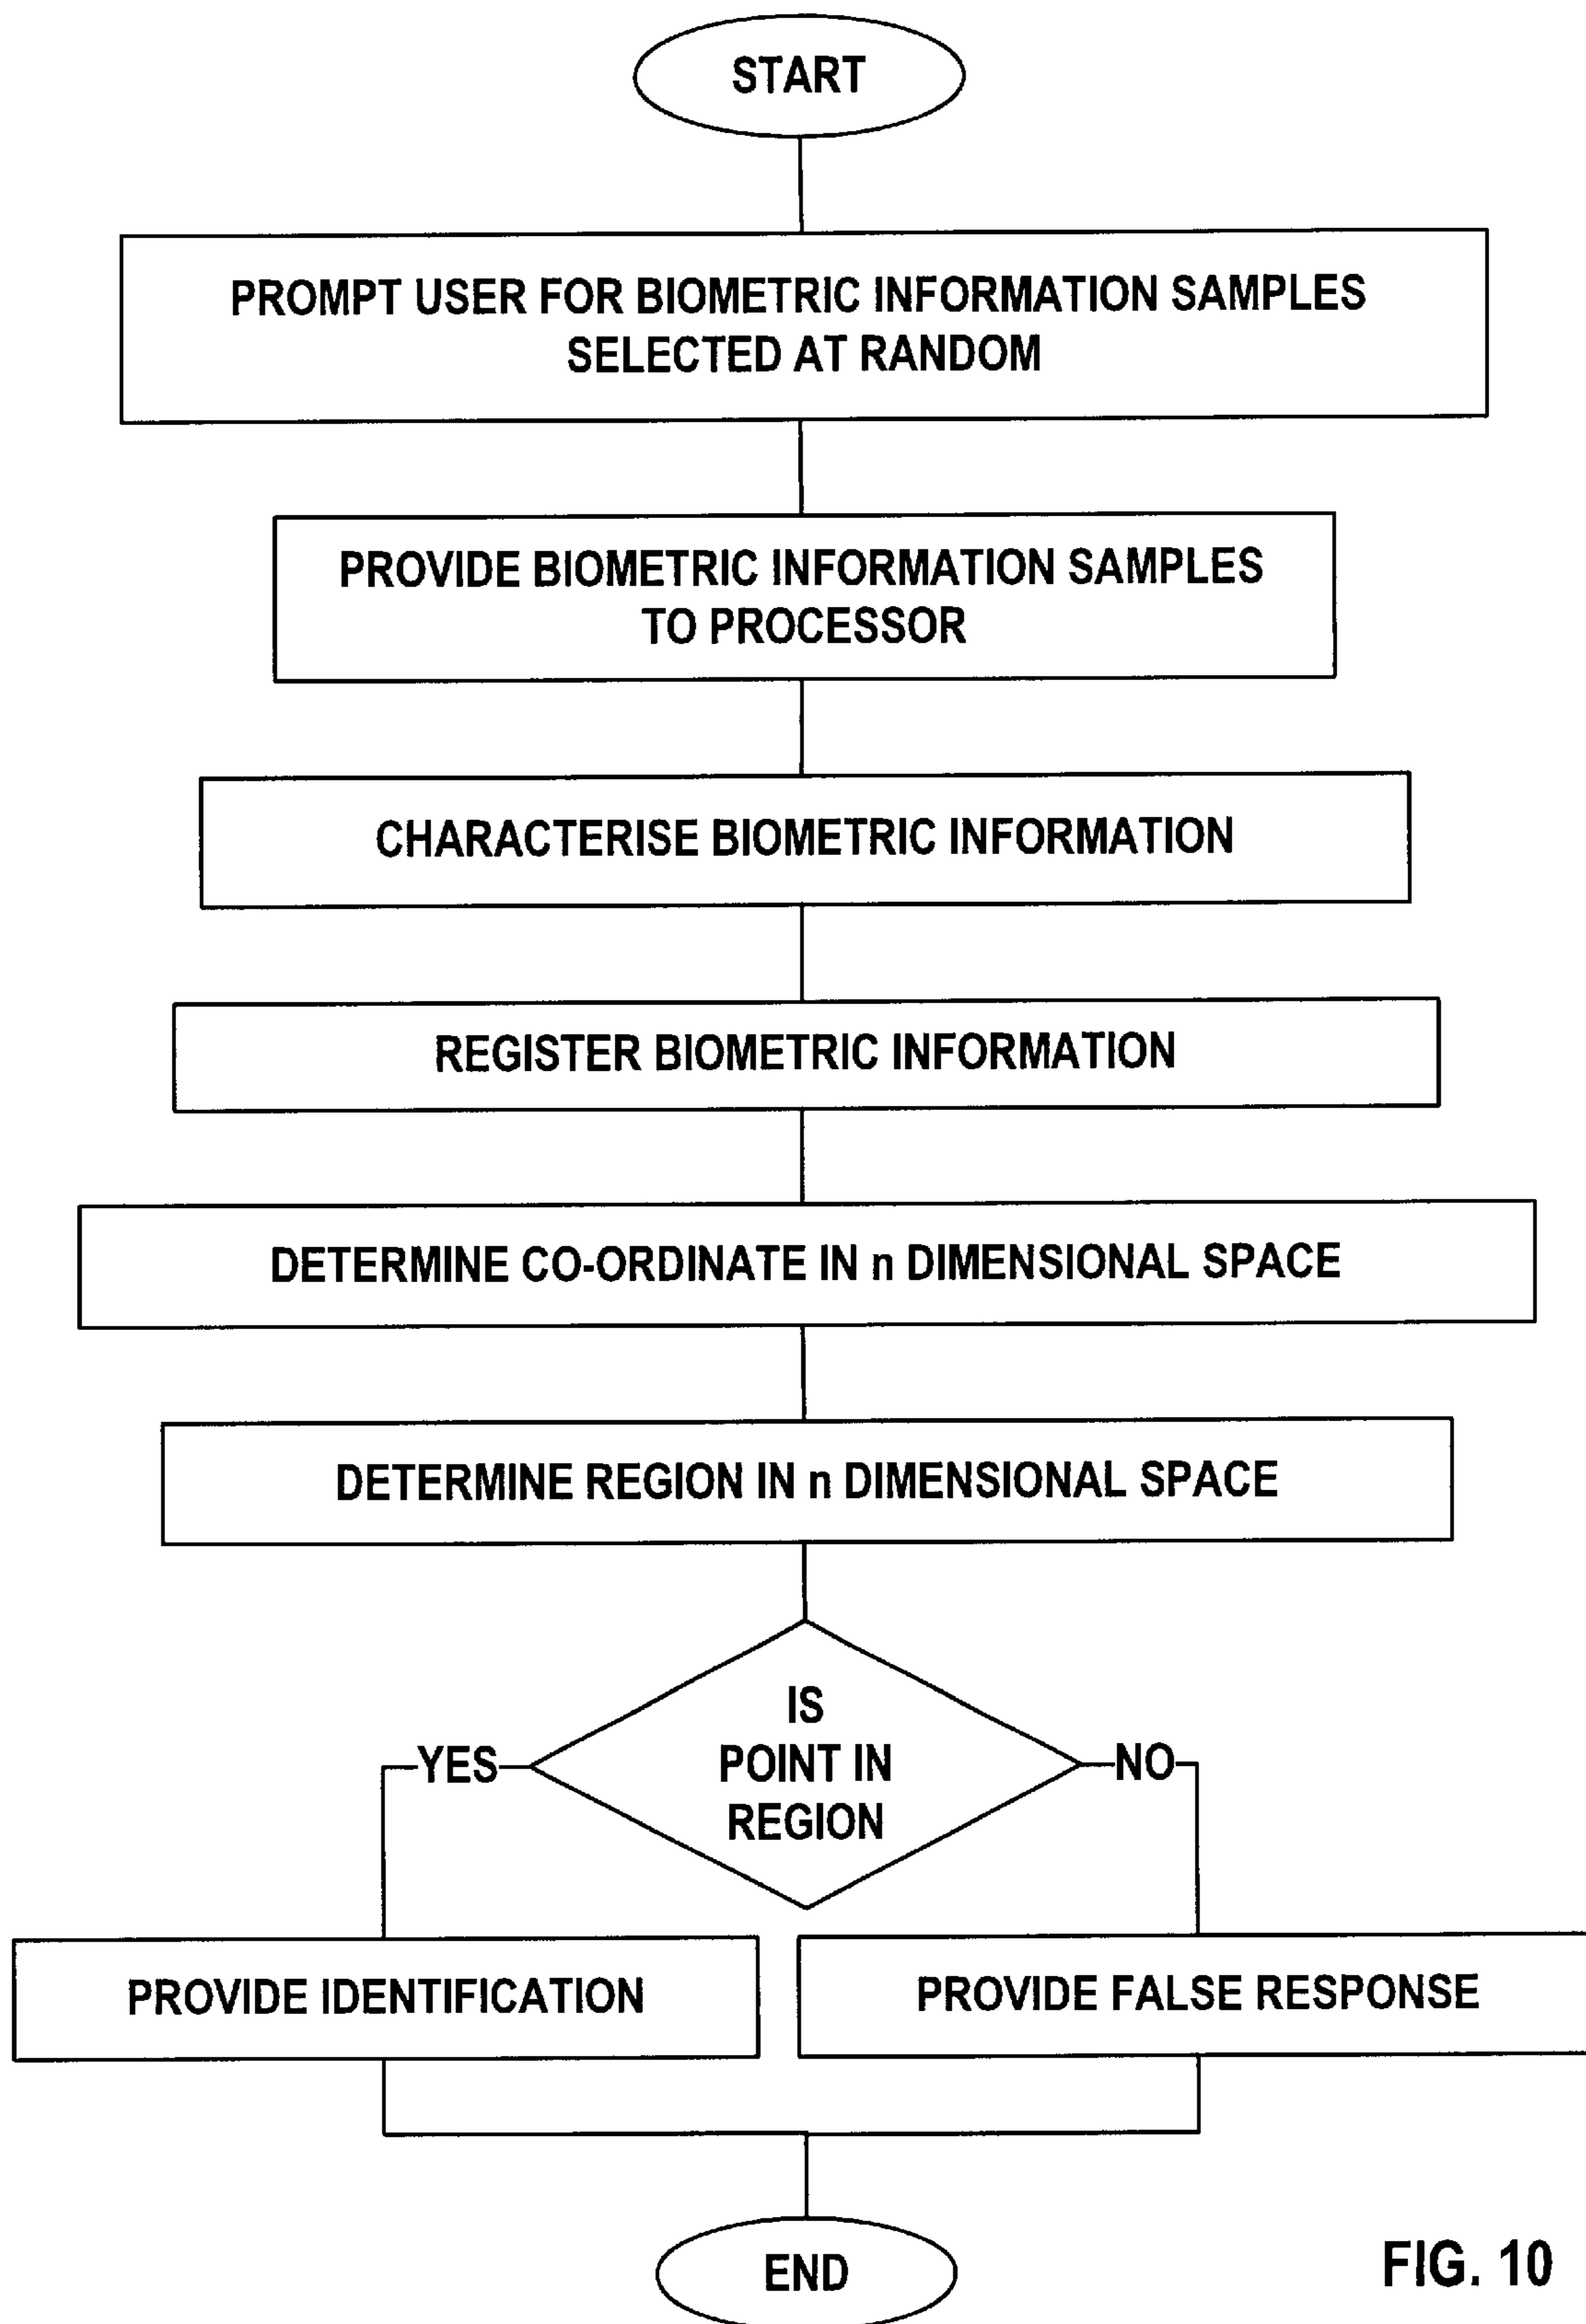 START
PROMPT USER FOR BIOMETRIC INFORMATION SAMPLES
SELECTED AT RANDOM
PROVIDE BIOMETRIC INFORMATION SAMPLES
TO PROCESSOR
CHARACTERISE BIOMETRIC INFORMATION
REGISTER BIOMETRIC INFORMATION
DETERMINE CO-ORDINATE IN n DIMENSIONAL SPACE
DETERMINE REGION IN n DIMENSIONAL SPACE
IS
POINT IN
REGION
YES
NO
PROVIDE IDENTIFICATION
PROVIDE FALSE RESPONSE
END
FIG. 10